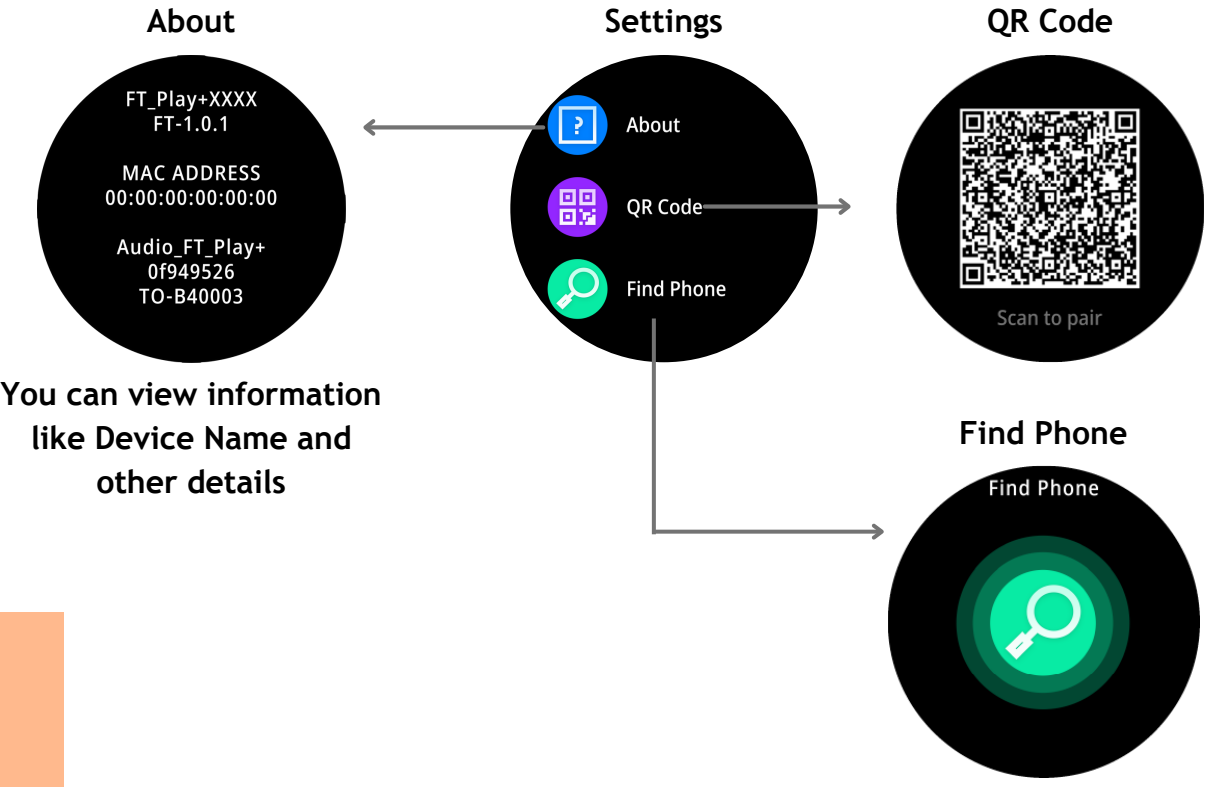 About
FT_Play+XXXX
FT-1.0.1
MAC ADDRESS
00:00:00:00:00:00
Audio_FT_Play+
0f949526
TO-B40003
You can view information
like Device Name and
other details
Settings
?
About
QR Code
Find Phone
QR Code
Scan to pair
Find Phone
Find Phone